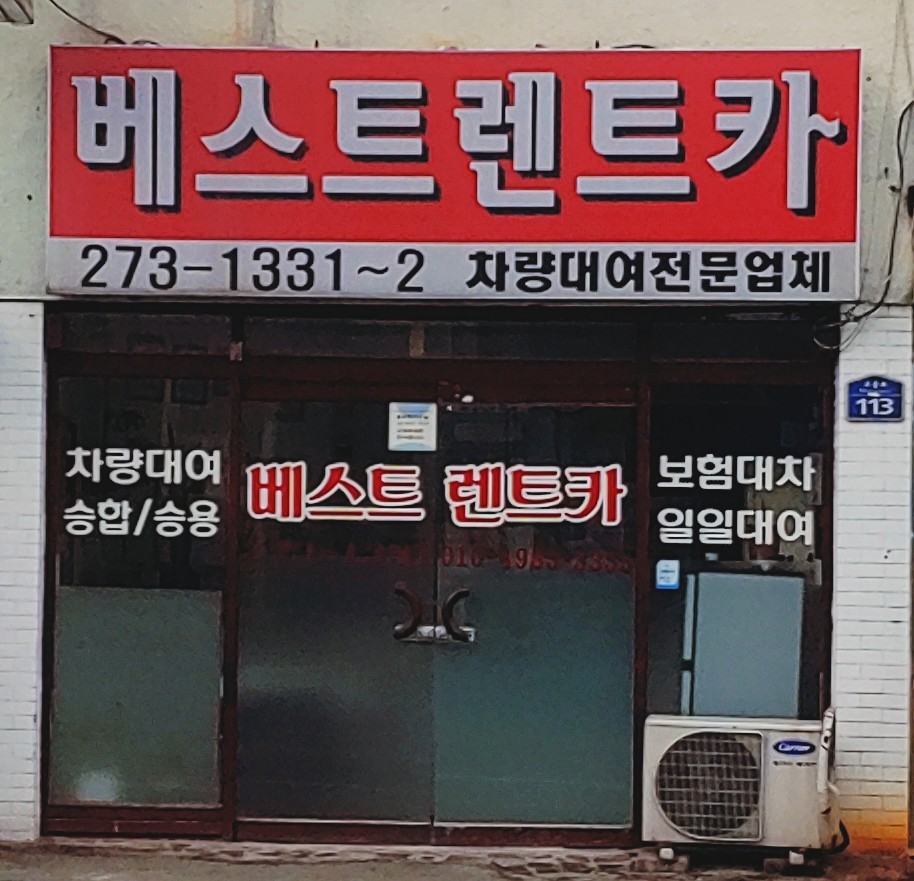 베스트렌트카
273-1331~2 차량대여전문업체
113
차량대여
승합/승용
베스트 렌트카
보험대차
일일대여
Carrier